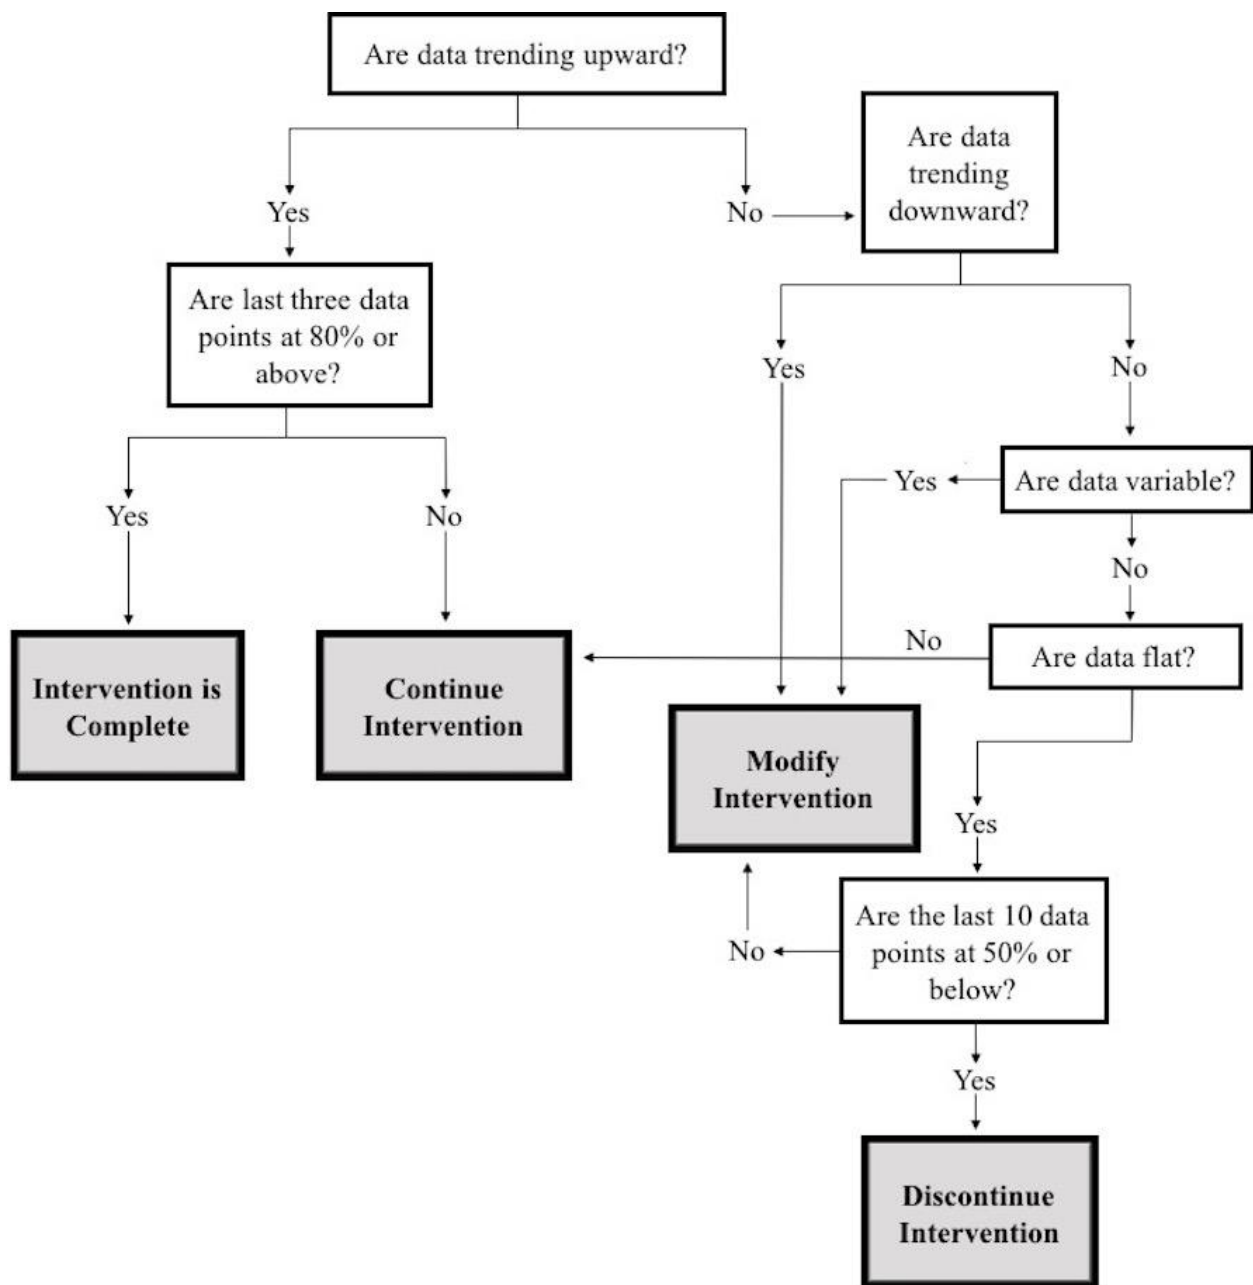 Are data trending upward?
Are data
trending
downward?
Yes
No
Are last three data
points at 80% or
above?
Yes
No
Yes
Are data variable?
Yes
No
No
No
Are data flat?
Intervention is
Complete
Continue
Intervention
Modify
Intervention
Yes
Are the last 10 data
points at 50% or
below?
No
Yes
Discontinue
Intervention